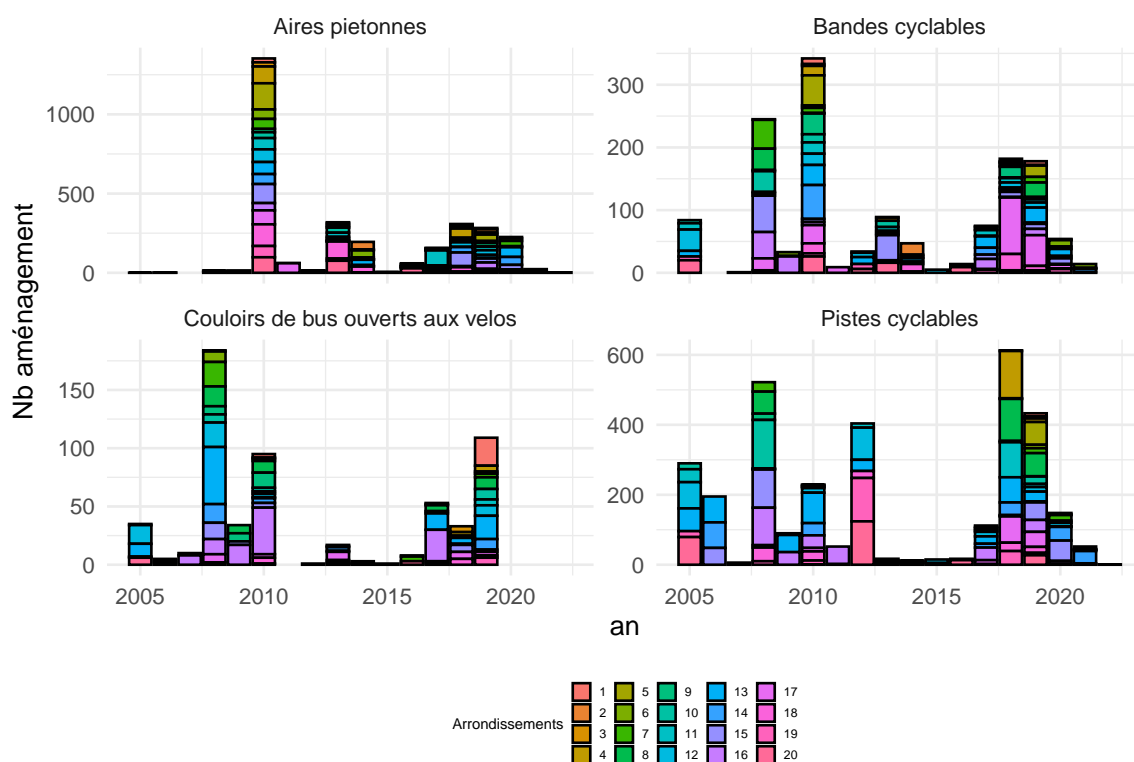 Aires pietonnes
Bandes cyclables
1000
500
0
300
200
100
0
Couloirs de bus ouverts aux velos
Pistes cyclables
150
100
50
0
600
400
200
0
2005 2010 2015 2020
2005 2010 2015 2020
Nb aménagement
an
Arrondissements
1 5 9 13 17
2 6 10 14 18
3 7 11 15 19
4 8 12 16 20